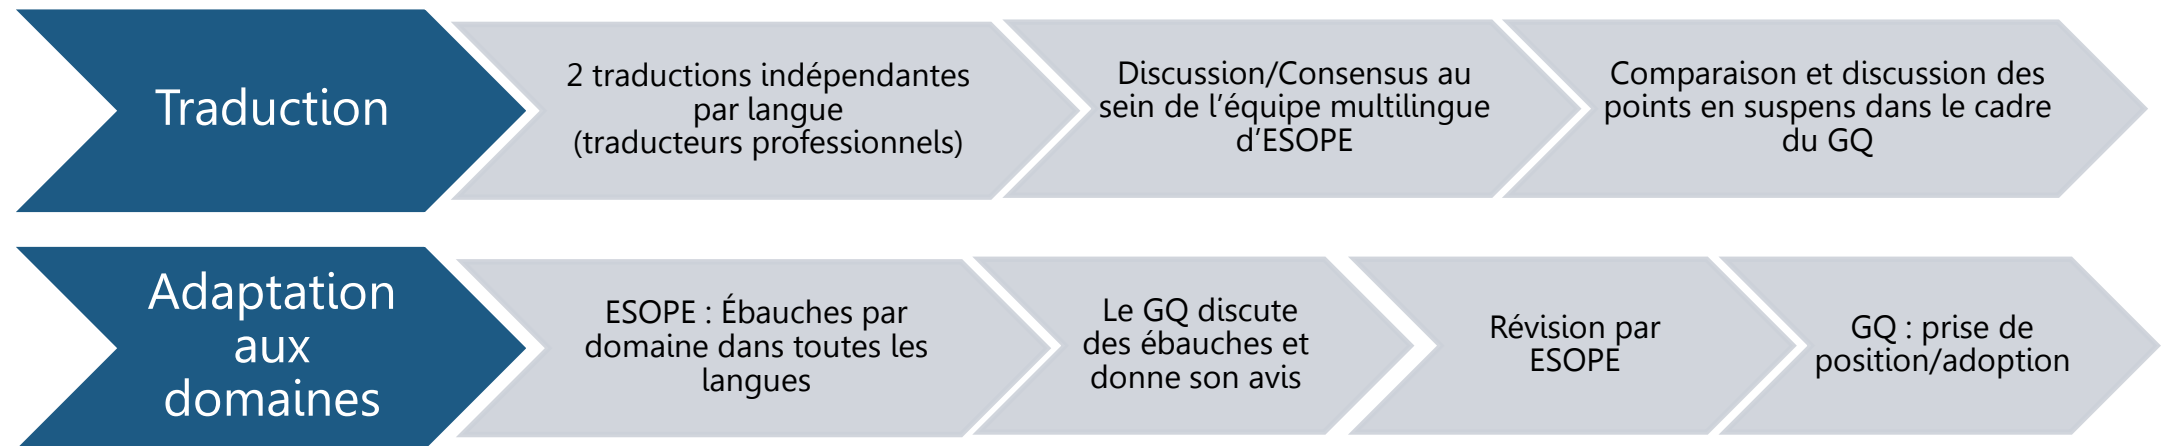 Traduction
2 traductions indépendantes
par langue
(traducteurs professionnels)
Discussion/Consensus au
sein de l’équipe multilingue
d’ESOPE
Comparaison et discussion des
points en suspens dans le cadre
du GQ
Adaptation
aux
domaines
ESOPE : Ébauches par
domaine dans toutes les
langues
Le GQ discute
des ébauches et
donne son avis
Révision par
ESOPE
GQ : prise de
position/adoption